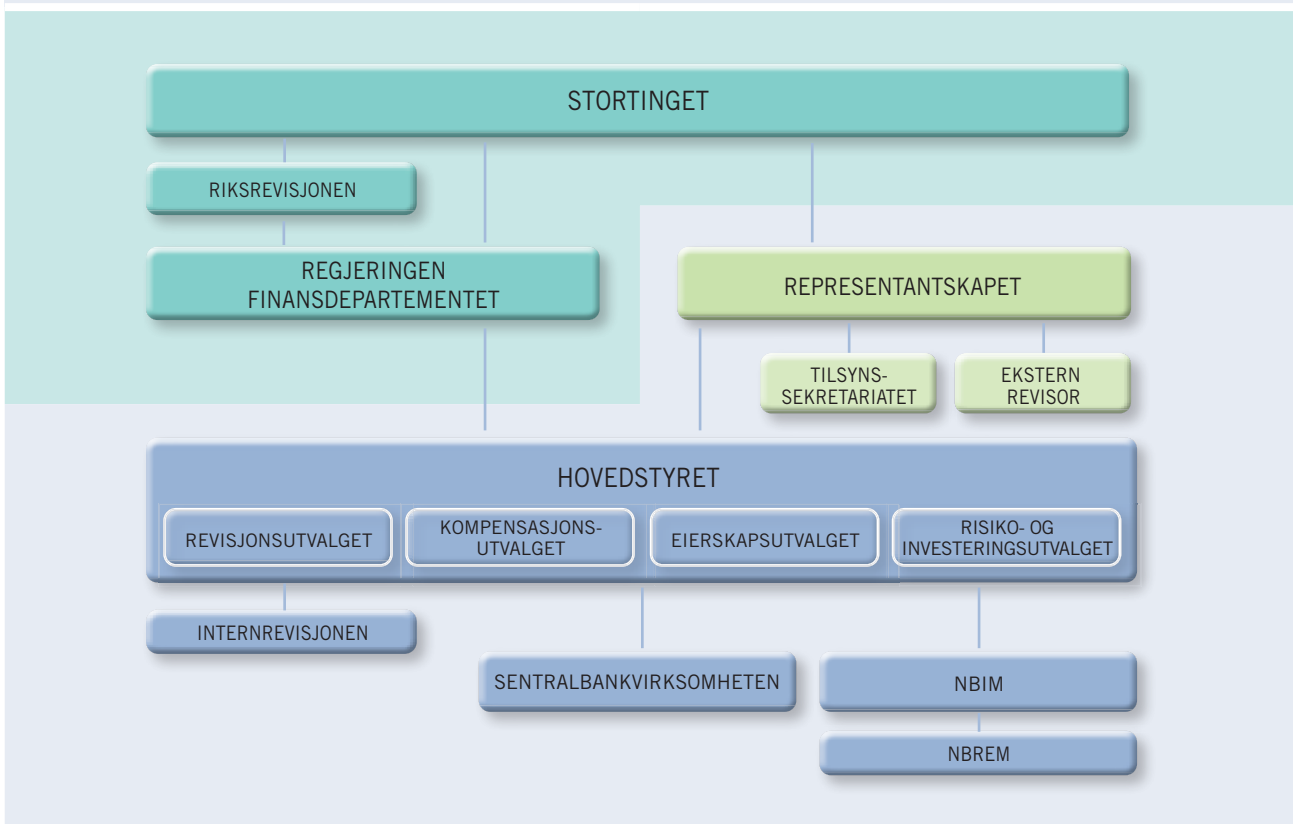 STORTINGET
RIKSREVISJONEN
REGJERINGEN
FINANSDEPARTEMENTET
REPRESENTANTSKAPET
TILSYNS-
SEKRETARIATET
EKSTERN
REVISOR
HOVEDSTYRET
REVISJONSUTVALGET
KOMPENSASJONS-
UTVALGET
EIERSKAPSUTVALGET
RISIKO- OG
INVESTERINGSUTVALGET
INTERNREVISJONEN
SENTRALBANKVIRKSOMHETEN
NBIM
NBREM